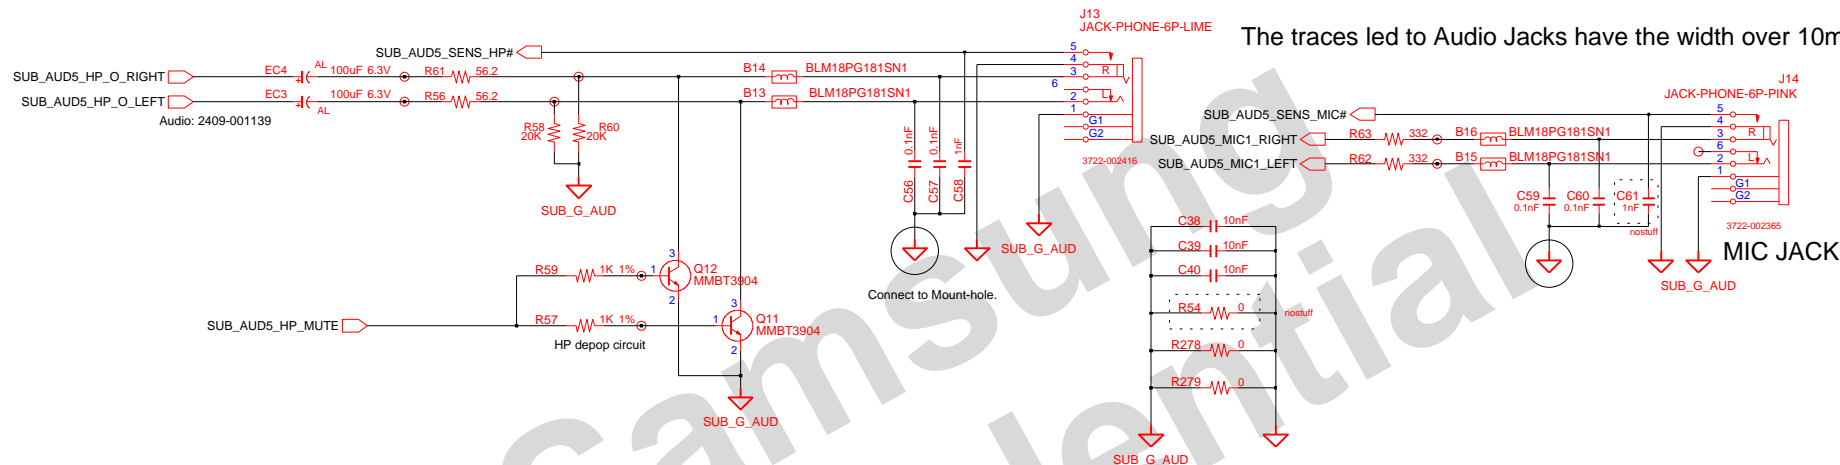 J13
JACK-PHONE-6P-LIME
The traces led to Audio Jacks have the width over 10m
SUB_AUD5_SENS_HP#
5
4
3
6
2
1
G1
G2
R
L
3722-002416
SUB_AUD5_HP_O_RIGHT
EC4
AL
100uF 6.3V
R61
56.2
B14
BLM18PG181SN1
SUB_AUD5_HP_O_LEFT
EC3
AL
100uF 6.3V
R56
56.2
B13
BLM18PG181SN1
Audio: 2409-001139
R58
20K
R60
20K
SUB_G_AUD
C56
0.1nF
C57
0.1nF
C58
1nF
SUB_G_AUD
Connect to Mount-hole.
R59
1K 1%
1
3
2
Q12
MMBT3904
SUB_AUD5_HP_MUTE
R57
1K 1%
1
3
2
Q11
MMBT3904
HP depop circuit
SUB_G_AUD
C38
10nF
C39
10nF
C40
10nF
R54
0
nostuff
R278
0
R279
0
SUB_G_AUD
J14
JACK-PHONE-6P-PINK
SUB_AUD5_SENS_MIC#
SUB_AUD5_MIC1_RIGHT
R63
332
B16
BLM18PG181SN1
SUB_AUD5_MIC1_LEFT
R62
332
B15
BLM18PG181SN1
5
4
3
6
2
1
G1
G2
R
L
C59
0.1nF
C60
0.1nF
C61
1nF
nostuff
3722-002365
MIC JACK
SUB_G_AUD
Samsung